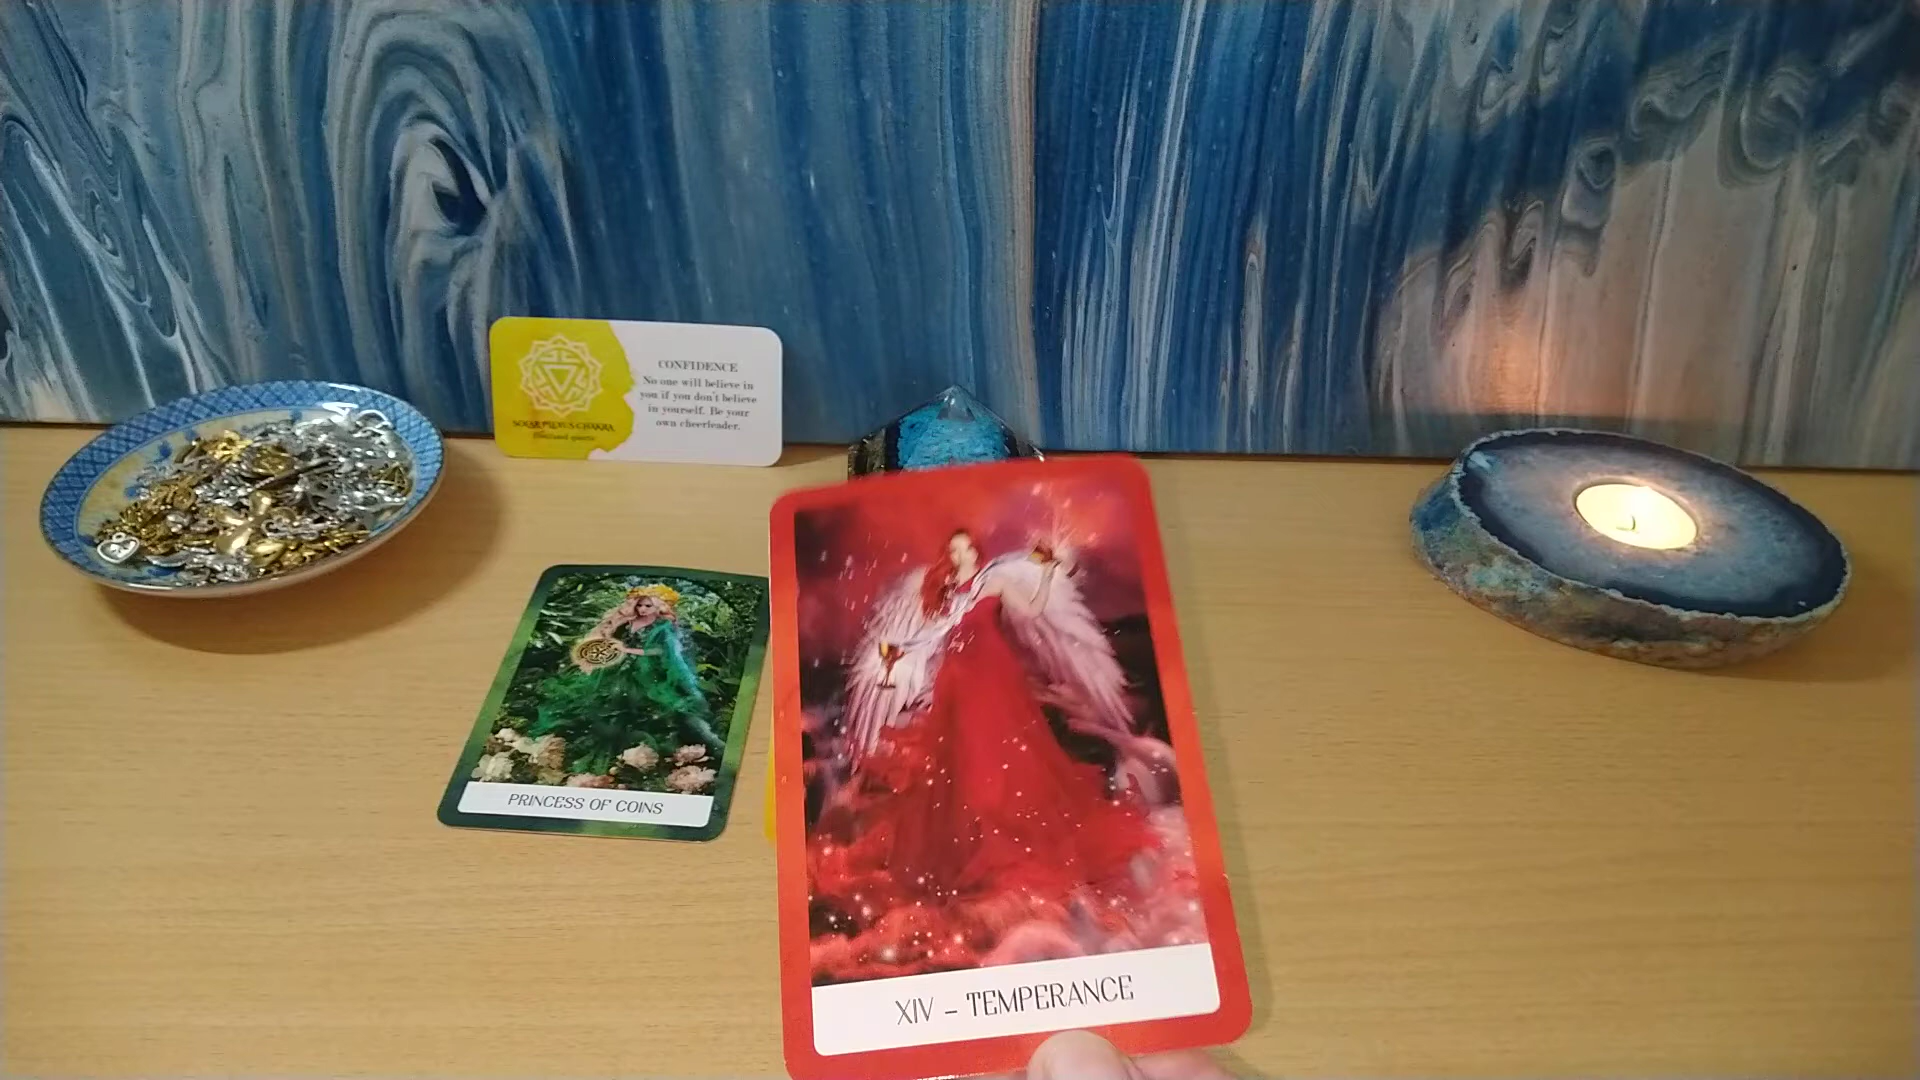 CONFIDENCE
No one will believe in
you if you don't believe
in yourself. Be your
own cheerleader.
SOLAR PLEXUS CHAKRA
PRINCESS OF COINS
XIV – TEMPERANCE